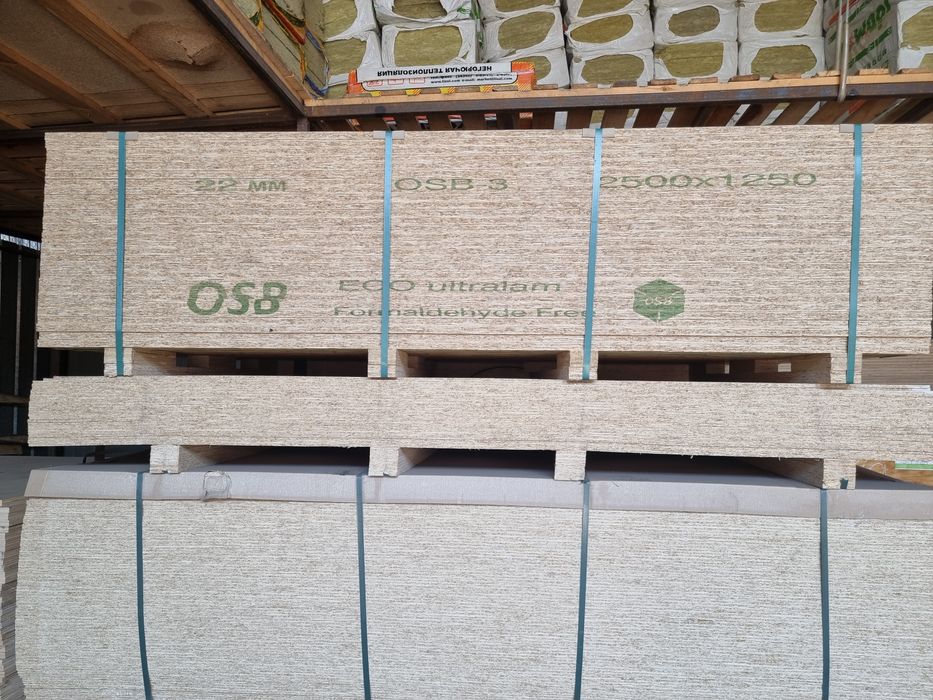 НЕГОРЮЧАЯ ТЕПЛОИЗОЛЯЦИЯ
22 мм OSB-3 2500x1250
OSB ECO ultralam OSB
Formaldehyde Free